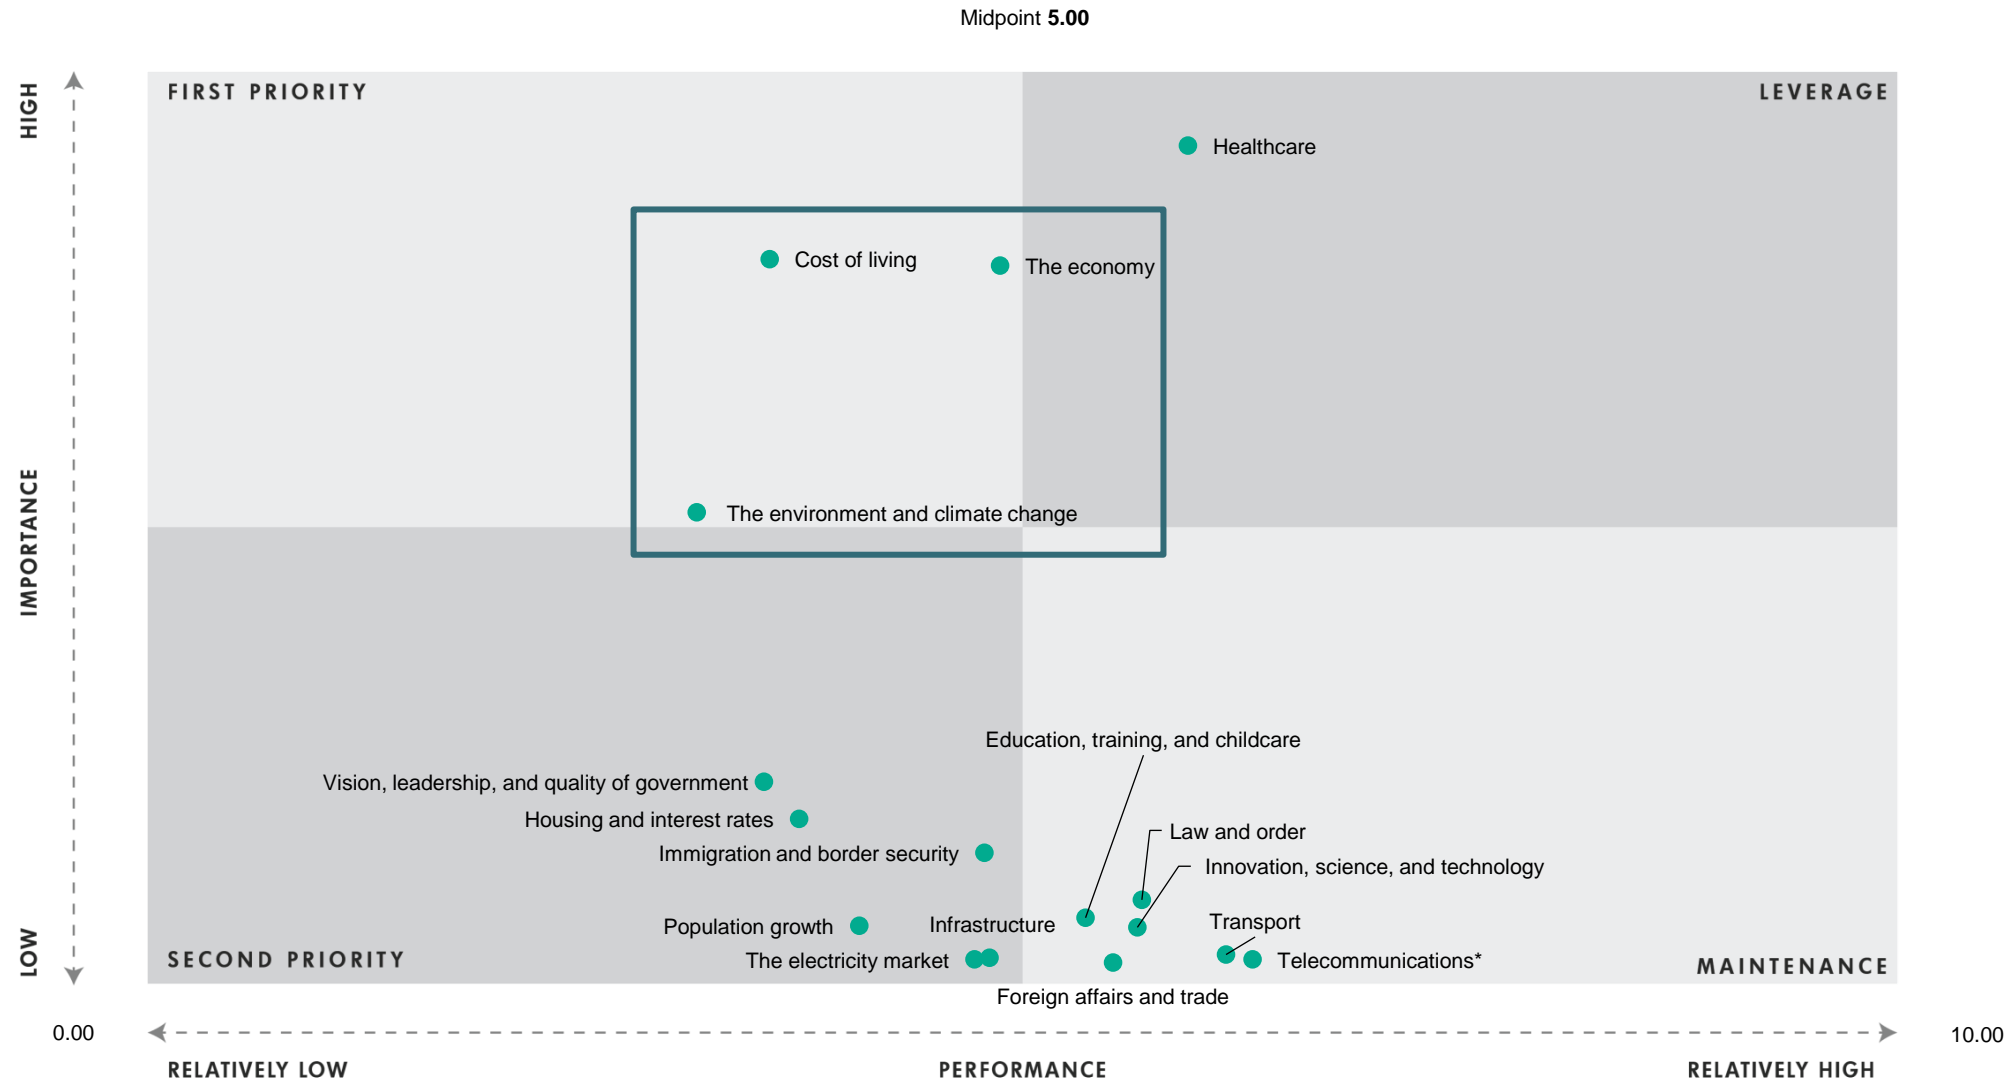 Midpoint 5.00
HIGH
FIRST PRIORITY
LEVERAGE
Healthcare
Cost of living
The economy
IMPORTANCE
The environment and climate change
Education, training, and childcare
Vision, leadership, and quality of government
Housing and interest rates
Law and order
Immigration and border security
Innovation, science, and technology
Population growth
Infrastructure
Transport
LOW
SECOND PRIORITY
The electricity market
Telecommunications*
MAINTENANCE
Foreign affairs and trade
0.00
10.00
RELATIVELY LOW
PERFORMANCE
RELATIVELY HIGH